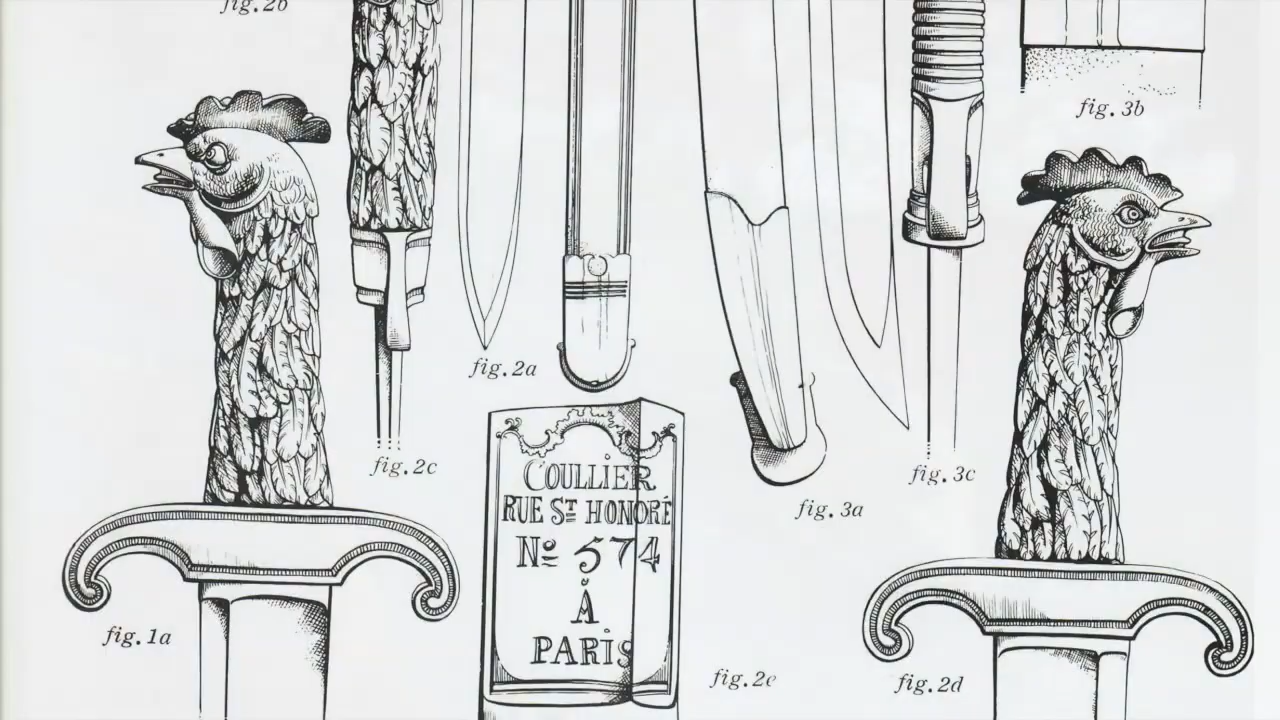 fig.2b
fig.3b
fig.2a
fig.2c
fig.3c
fig.3a
COULLIER
RUE ST HONORÉ
No 574
À
PARIS
fig.1a
fig.2e
fig.2d